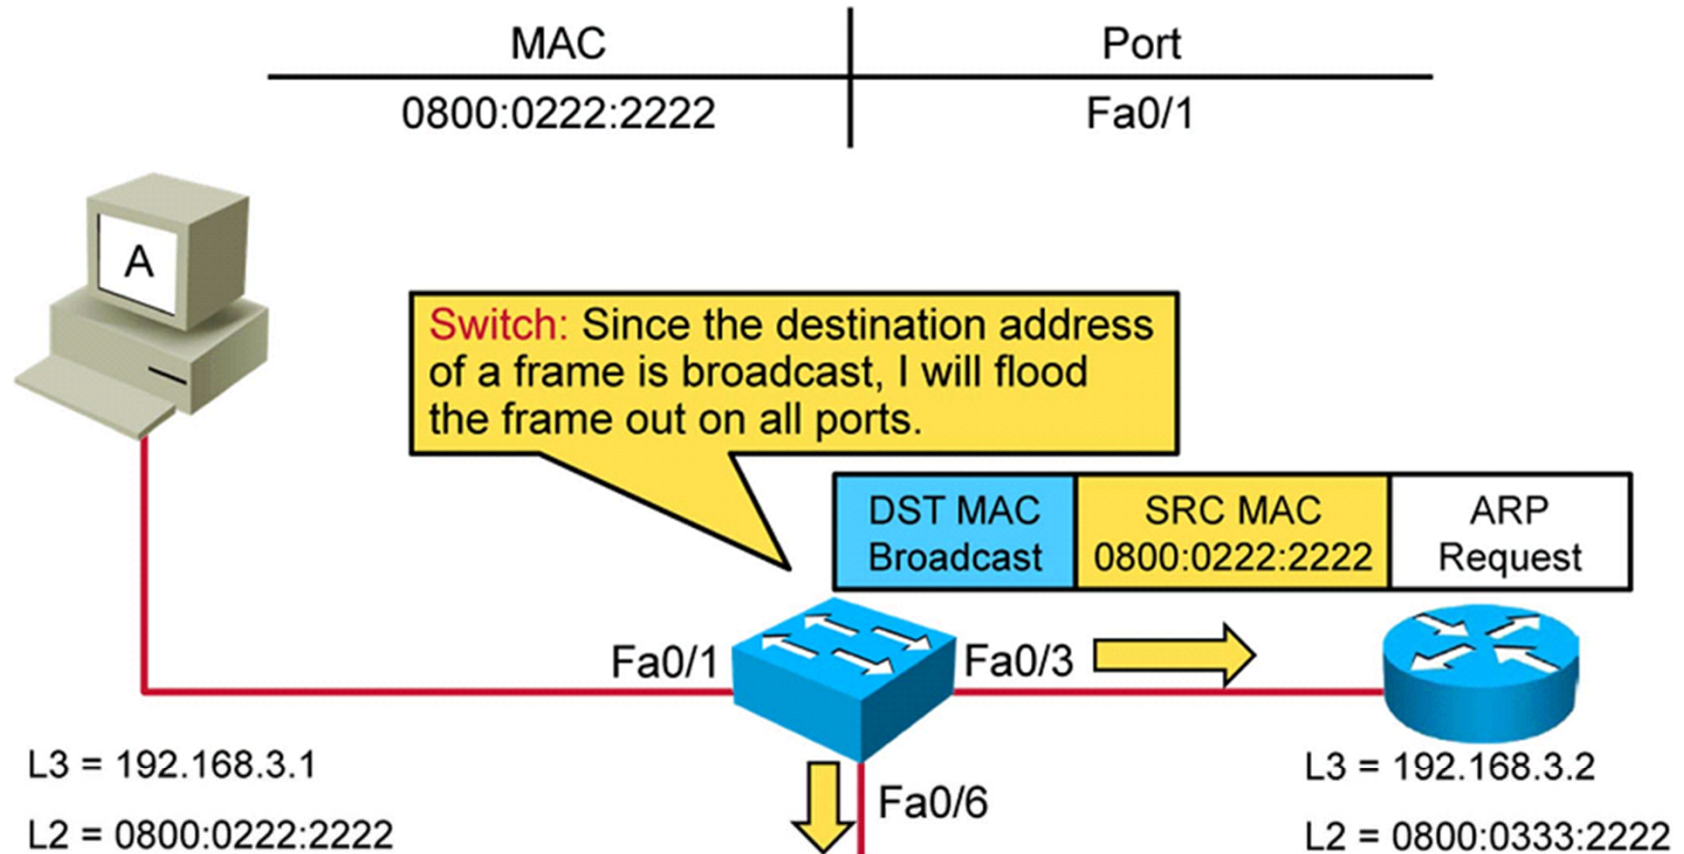 MAC Port
0800:0222:2222 Fa0/1
A
Switch: Since the destination address
of a frame is broadcast, I will flood
the frame out on all ports.
DST MAC
Broadcast
SRC MAC
0800:0222:2222
ARP
Request
Fa0/1
Fa0/3
Fa0/6
L3 = 192.168.3.1
L2 = 0800:0222:2222
L3 = 192.168.3.2
L2 = 0800:0333:2222